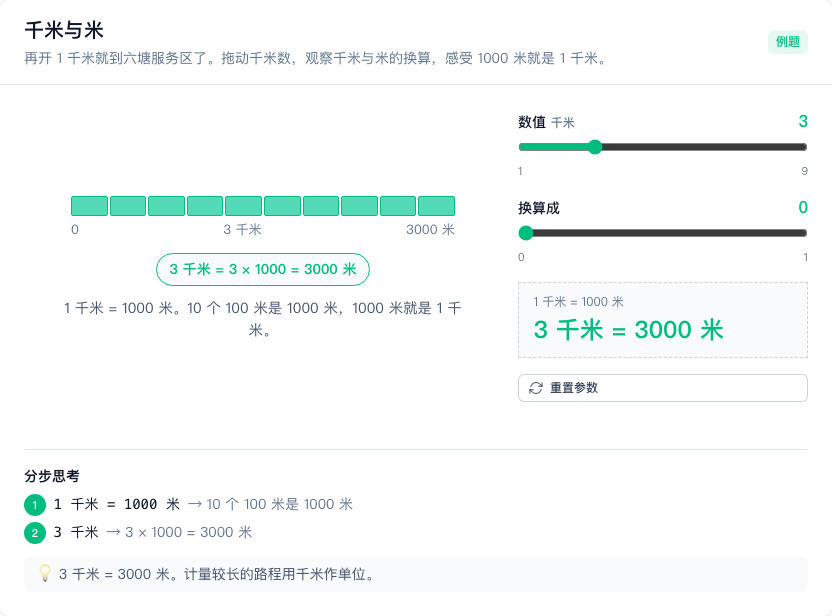 千米与米
再开 1 千米就到六塘服务区了。拖动千米数，观察千米与米的换算，感受 1000 米就是 1 千米。
例题
0
3 千米
3000 米
3 千米 = 3 × 1000 = 3000 米
1 千米 = 1000 米。10 个 100 米是 1000 米，1000 米就是 1 千
米。
数值 千米
3
1
9
换算成
0
0
1
1 千米 = 1000 米
3 千米 = 3000 米
重置参数
分步思考
1 1 千米 = 1000 米 → 10 个 100 米是 1000 米
2 3 千米 → 3 × 1000 = 3000 米
3 千米 = 3000 米。计量较长的路程用千米作单位。